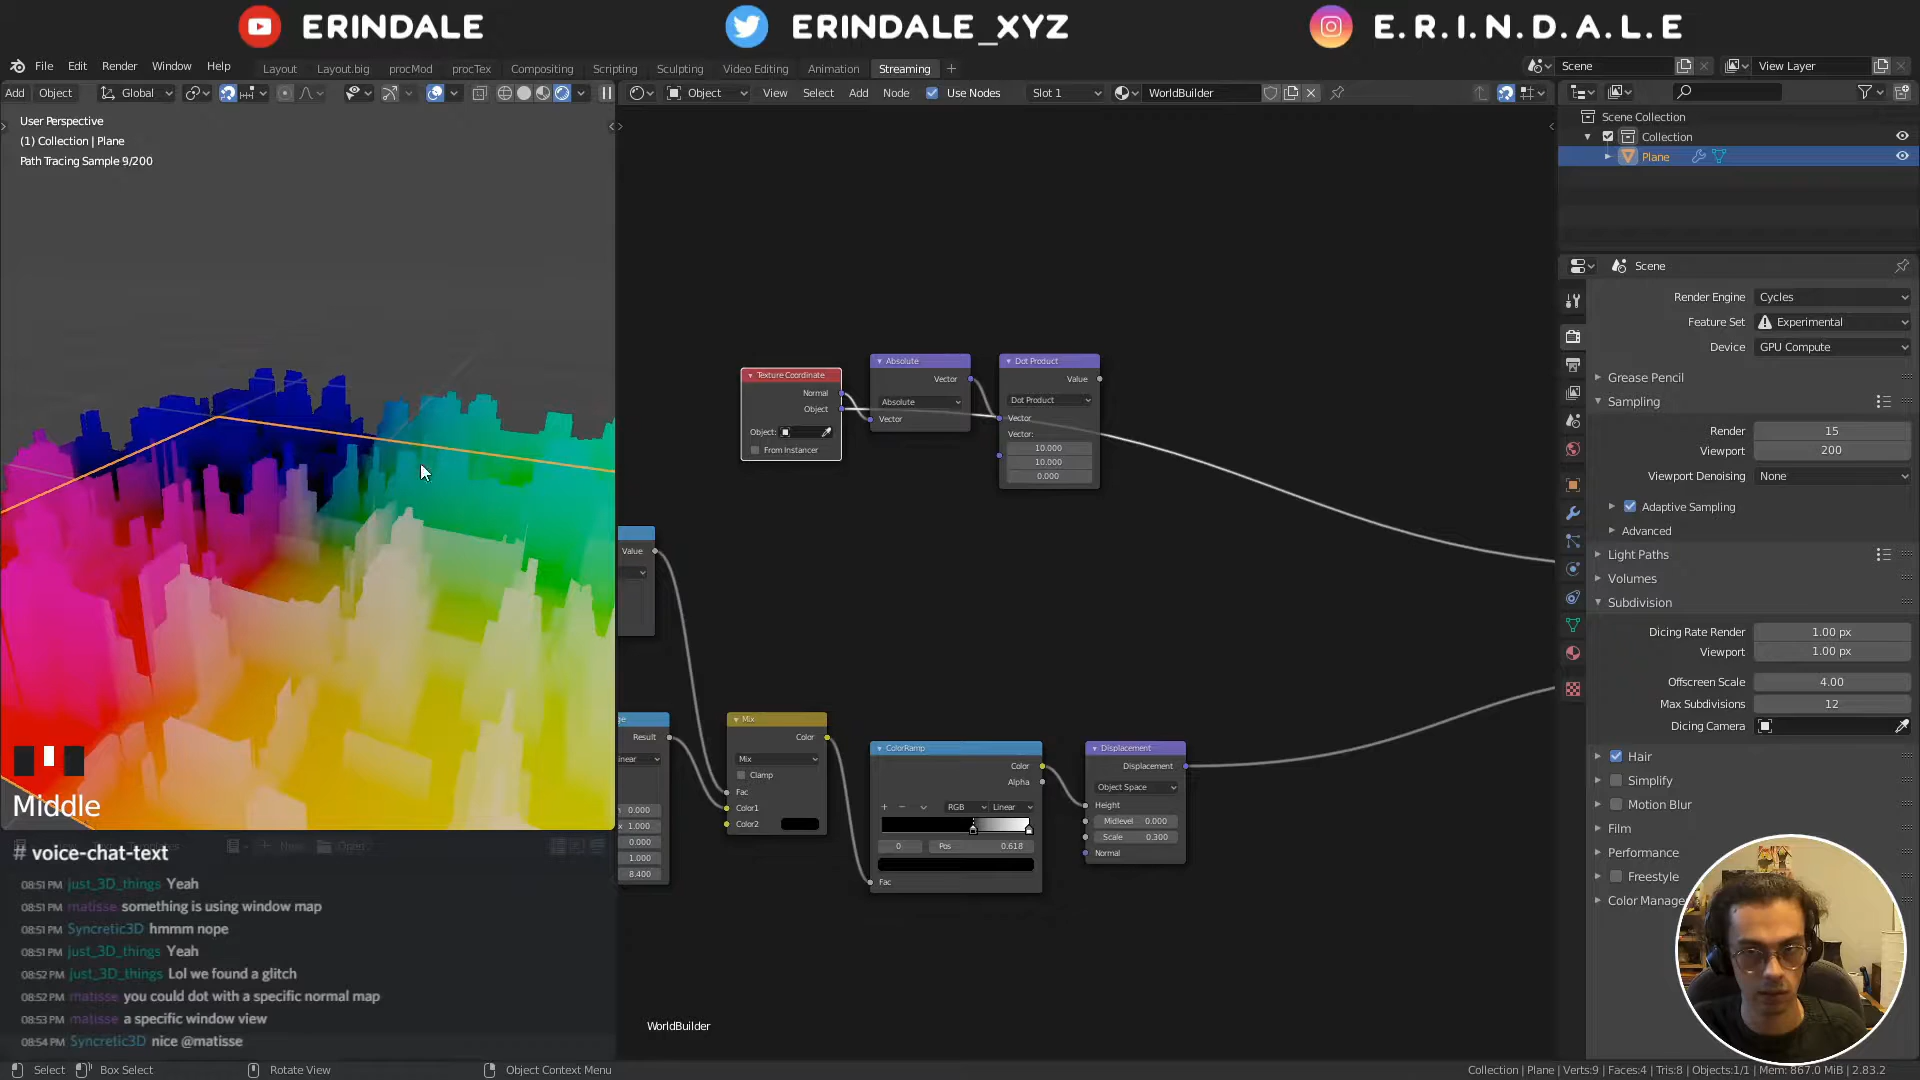 ERINDALE ERINDALE_XYZ E.R.I.N.D.A.L.E
File Edit Render Window Help Layout Layout.big procMod procTex Compositing Scripting Sculpting Video Editing Animation Streaming + Scene View Layer
Add Object Global Object View Select Add Node Use Nodes Slot 1 WorldBuilder
User Perspective
(1) Collection | Plane
Path Tracing Sample 9/200
Texture Coordinate
Normal
Object
Object:
From Instancer
Absolute
Vector
Absolute
Vector
Dot Product
Value
Dot Product
Vector
Vector:
10.000
10.000
0.000
Value
Result
0.000
1.000
0.000
1.000
8.400
Mix
Color
Mix
Clamp
Fac
Color1
Color2
ColorRamp
Color
Alpha
+ − RGB Linear
0 Pos 0.618
Fac
Displacement
Displacement
Object Space
Height
Midlevel 0.000
Scale 0.300
Normal
WorldBuilder
Middle
# voice-chat-text
08:51 PM just_3D_things Yeah
08:51 PM matisse something is using window map
08:51 PM Syncretic3D hmmm nope
08:51 PM just_3D_things Yeah
08:52 PM just_3D_things Lol we found a glitch
08:52 PM matisse you could dot with a specific normal map
08:53 PM matisse a specific window view
08:54 PM Syncretic3D nice @matisse
Scene Collection
Collection
Plane
Scene
Render Engine Cycles
Feature Set Experimental
Device GPU Compute
Grease Pencil
Sampling
Render 15
Viewport 200
Viewport Denoising None
Adaptive Sampling
Advanced
Light Paths
Volumes
Subdivision
Dicing Rate Render 1.00 px
Viewport 1.00 px
Offscreen Scale 4.00
Max Subdivisions 12
Dicing Camera
Hair
Simplify
Motion Blur
Film
Performance
Freestyle
Color Manage
Select Box Select Rotate View Object Context Menu Collection | Plane | Verts:9 | Faces:4 | Tris:8 | Objects:1/1 | Mem: 867.0 MiB | 2.83.2